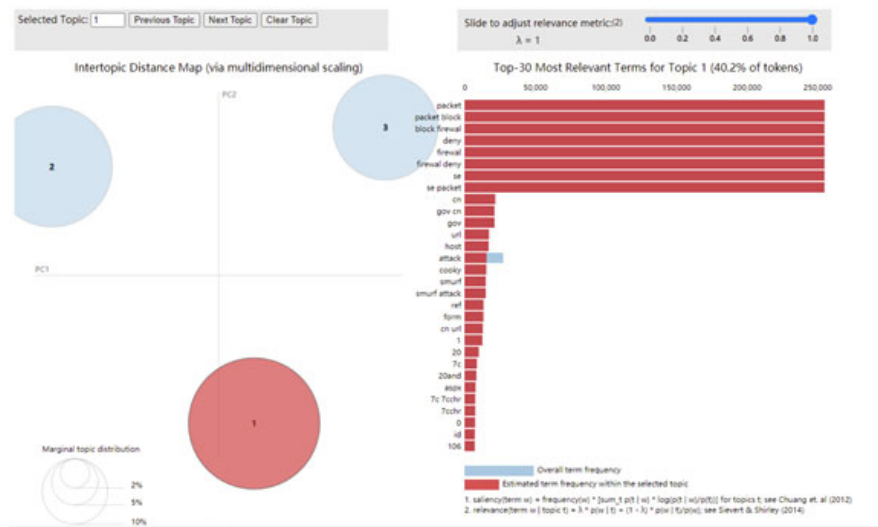 Selected Topic: 1 Previous Topic Next Topic Clear Topic
Slide to adjust relevance metric:(2)
λ = 1
0.0 0.2 0.4 0.6 0.8 1.0
Intertopic Distance Map (via multidimensional scaling)
PC2
PC1
2
3
1
Marginal topic distribution
2%
5%
10%
Top-30 Most Relevant Terms for Topic 1 (40.2% of tokens)
0 50,000 100,000 150,000 200,000 250,000
packet
packet block
block firewal
deny
firewal
firewal deny
se
se packet
cn
gov cn
gov
url
host
attack
cooky
smurf
smurf attack
ref
form
cn url
1
20
7c
20and
aspx
7c 7cchr
7cchr
0
id
106
Overall term frequency
Estimated term frequency within the selected topic
1. saliency(term w) = frequency(w) * [sum_t p(t | w) * log(p(t | w)/p(t))] for topics t; see Chuang et. al (2012)
2. relevance(term w | topic t) = λ * p(w | t) + (1 - λ) * p(w | t)/p(w); see Sievert & Shirley (2014)